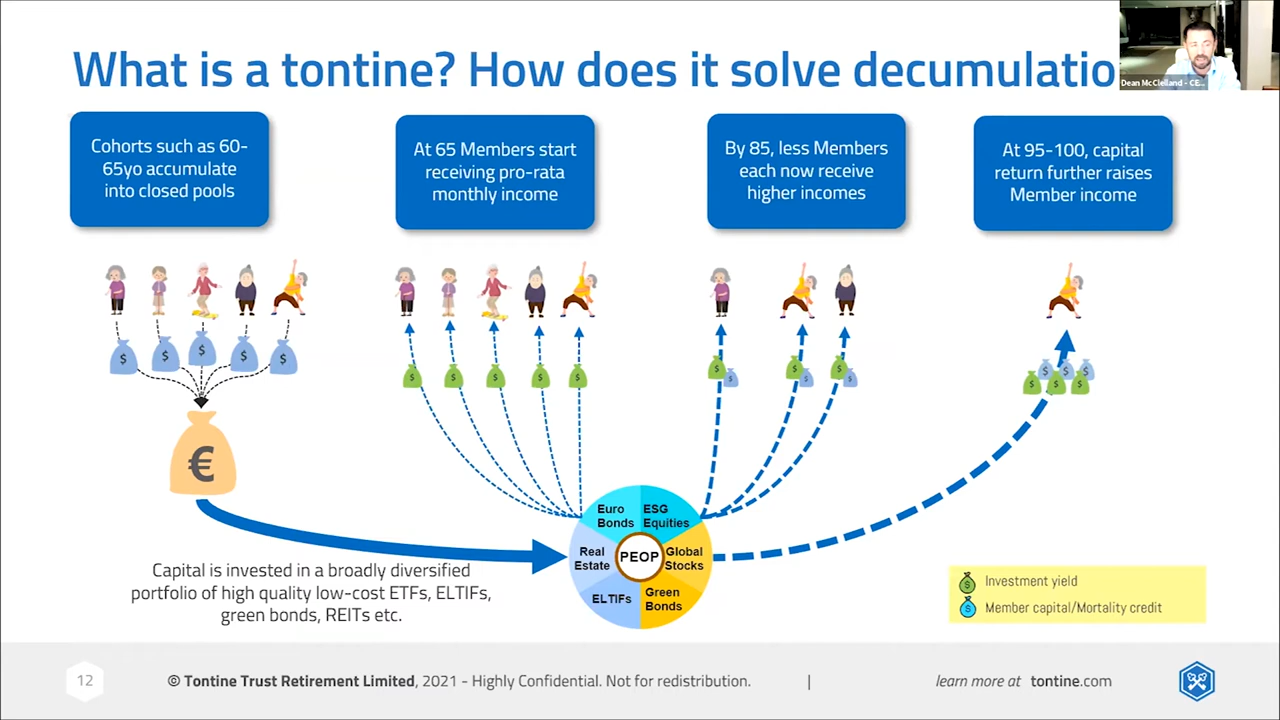 What is a tontine? How does it solve decumulatio
Dean McClelland - CE...
Cohorts such as 60-
65yo accumulate
into closed pools
At 65 Members start
receiving pro-rata
monthly income
By 85, less Members
each now receive
higher incomes
At 95-100, capital
return further raises
Member income
$ $ $ $ $
$ $ $ $ $
$ $ $
$ $ $
$ $ $
$ $ $
€
Euro
Bonds
ESG
Equities
Real
Estate
PEOP
Global
Stocks
ELTIFs
Green
Bonds
Capital is invested in a broadly diversified
portfolio of high quality low-cost ETFs, ELTIFs,
green bonds, REITs etc.
$ Investment yield
$ Member capital/Mortality credit
12
© Tontine Trust Retirement Limited, 2021 - Highly Confidential. Not for redistribution.
|
learn more at tontine.com